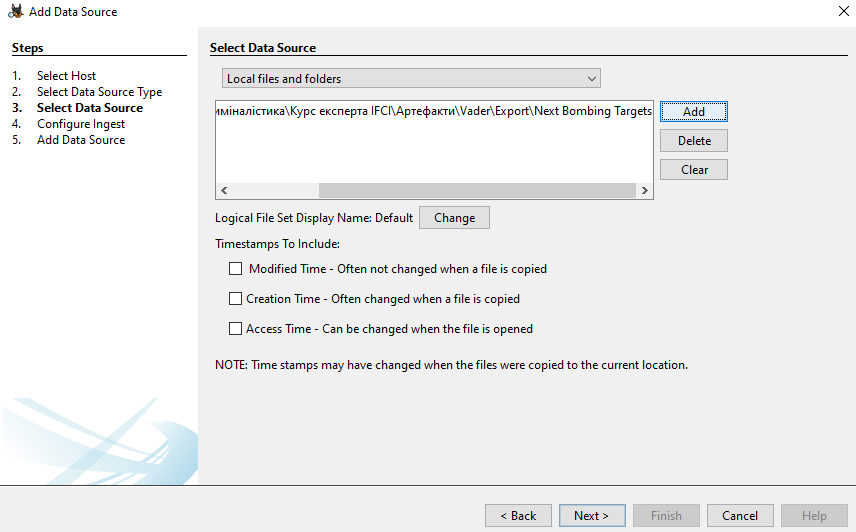 Add Data Source
Steps
1. Select Host
2. Select Data Source Type
3. Select Data Source
4. Configure Ingest
5. Add Data Source
Select Data Source
Local files and folders
иміналістика\Курс експерта IFCI\Артефакти\Vader\Export\Next Bombing Targets
Add
Delete
Clear
Logical File Set Display Name: Default
Change
Timestamps To Include:
Modified Time - Often not changed when a file is copied
Creation Time - Often changed when a file is copied
Access Time - Can be changed when the file is opened
NOTE: Time stamps may have changed when the files were copied to the current location.
< Back
Next >
Finish
Cancel
Help